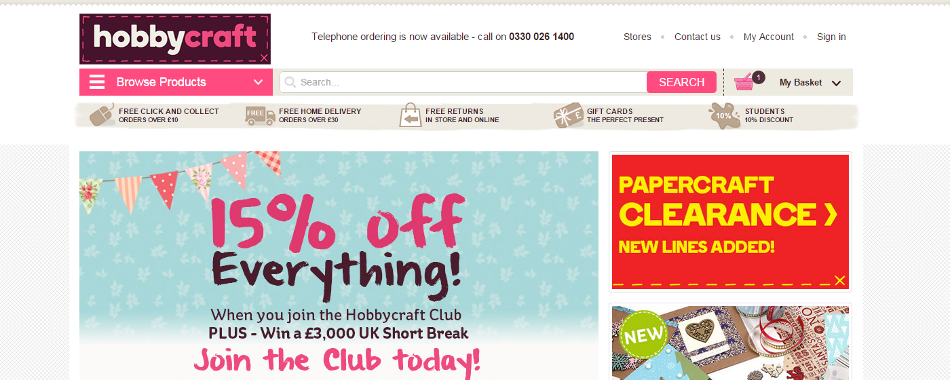 hobbycraft
Telephone ordering is now available - call on 0330 026 1400
Stores
Contact us
My Account
Sign in
Browse Products
Search...
SEARCH
1
My Basket
FREE CLICK AND COLLECT
ORDERS OVER £10
FREE
FREE HOME DELIVERY
ORDERS OVER £30
FREE RETURNS
IN STORE AND ONLINE
£
GIFT CARDS
THE PERFECT PRESENT
10%
STUDENTS
10% DISCOUNT
15% off
Everything!
When you join the Hobbycraft Club
PLUS - Win a £3,000 UK Short Break
Join the Club today!
PAPERCRAFT
CLEARANCE ❯
NEW LINES ADDED!
NEW